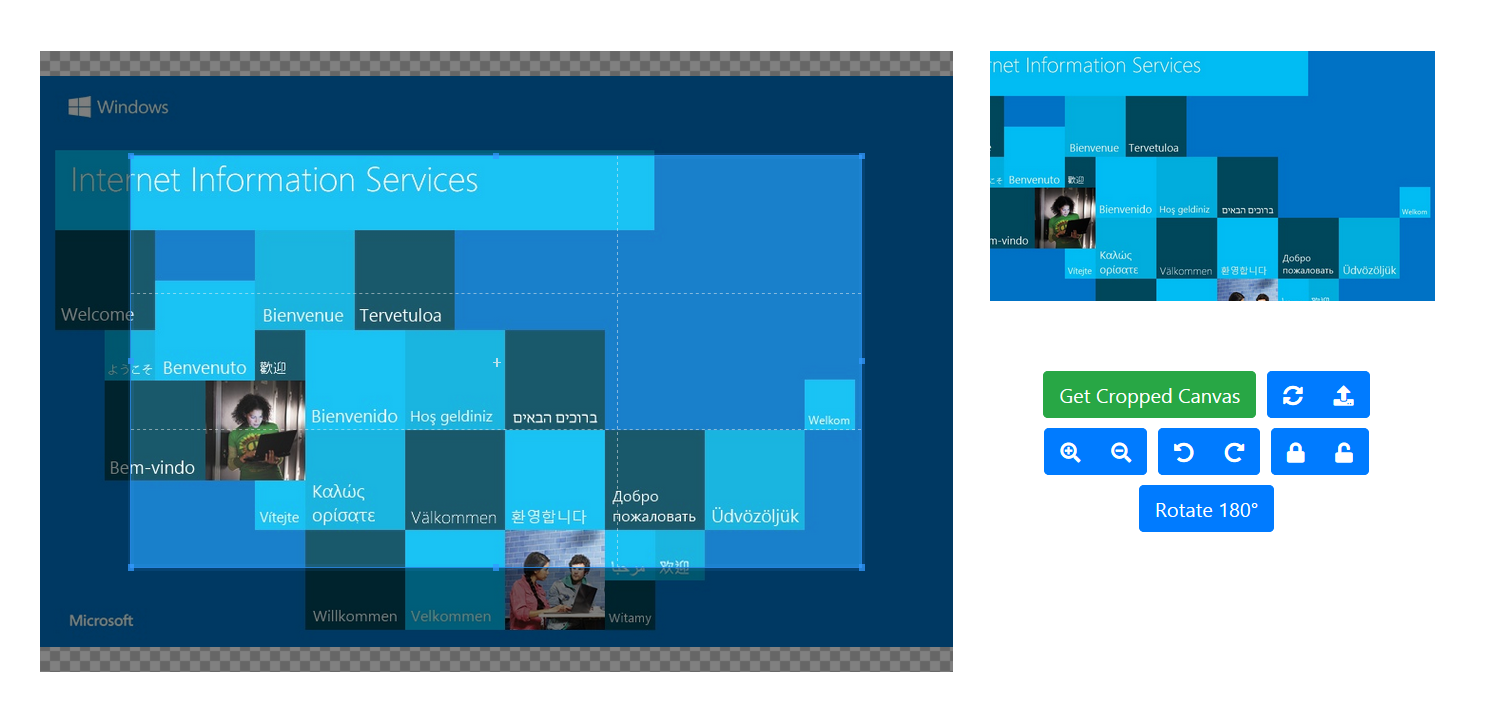 Windows
Internet Information Services
Welcome
Bienvenue
Tervetuloa
ようこそ
Benvenuto
歡迎
Bienvenido
Hoş geldiniz
ברוכים הבאים
Welkom
Bem-vindo
Vítejte
Καλώς
ορίσατε
Välkommen
환영합니다
Добро
пожаловать
Üdvözöljük
مرحبا
欢迎
Willkommen
Velkommen
Witamy
Microsoft
rnet Information Services
Bienvenue
Tervetuloa
こそ
Benvenuto
歡迎
Bienvenido
Hoş geldiniz
ברוכים הבאים
Welkom
m-vindo
Vítejte
Καλώς
ορίσατε
Välkommen
환영합니다
Добро
пожаловать
Üdvözöljük
Get Cropped Canvas
Rotate 180°